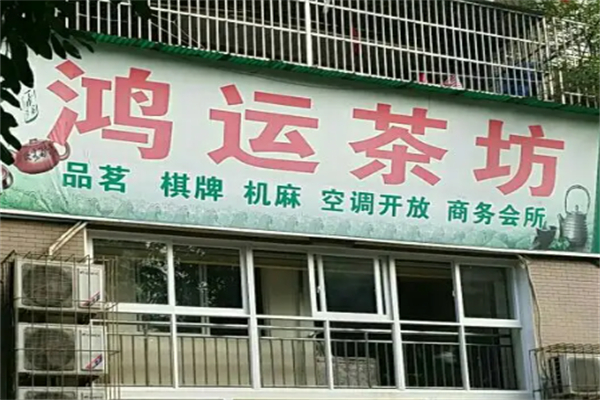 鸿运茶坊
品茗 棋牌 机麻 空调开放 商务会所